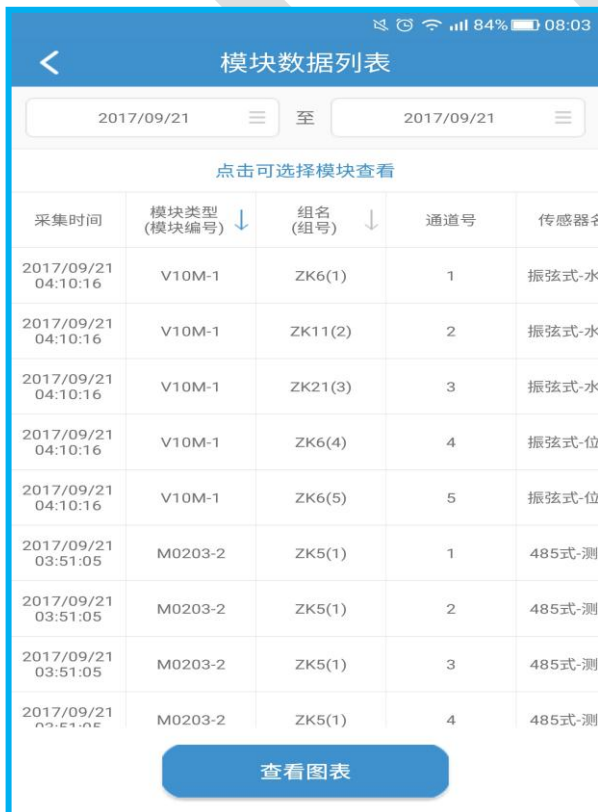 84% 08:03
模块数据列表
2017/09/21 至 2017/09/21
点击可选择模块查看
采集时间 模块类型 组名 通道号 传感器名
(模块编号) (组号)
2017/09/21 V10M-1 ZK6(1) 1 振弦式-水
04:10:16
2017/09/21 V10M-1 ZK11(2) 2 振弦式-水
04:10:16
2017/09/21 V10M-1 ZK21(3) 3 振弦式-水
04:10:16
2017/09/21 V10M-1 ZK6(4) 4 振弦式-位
04:10:16
2017/09/21 V10M-1 ZK6(5) 5 振弦式-位
04:10:16
2017/09/21 M0203-2 ZK5(1) 1 485式-测
03:51:05
2017/09/21 M0203-2 ZK5(1) 2 485式-测
03:51:05
2017/09/21 M0203-2 ZK5(1) 3 485式-测
03:51:05
2017/09/21 M0203-2 ZK5(1) 4 485式-测
03:51:05
查看图表